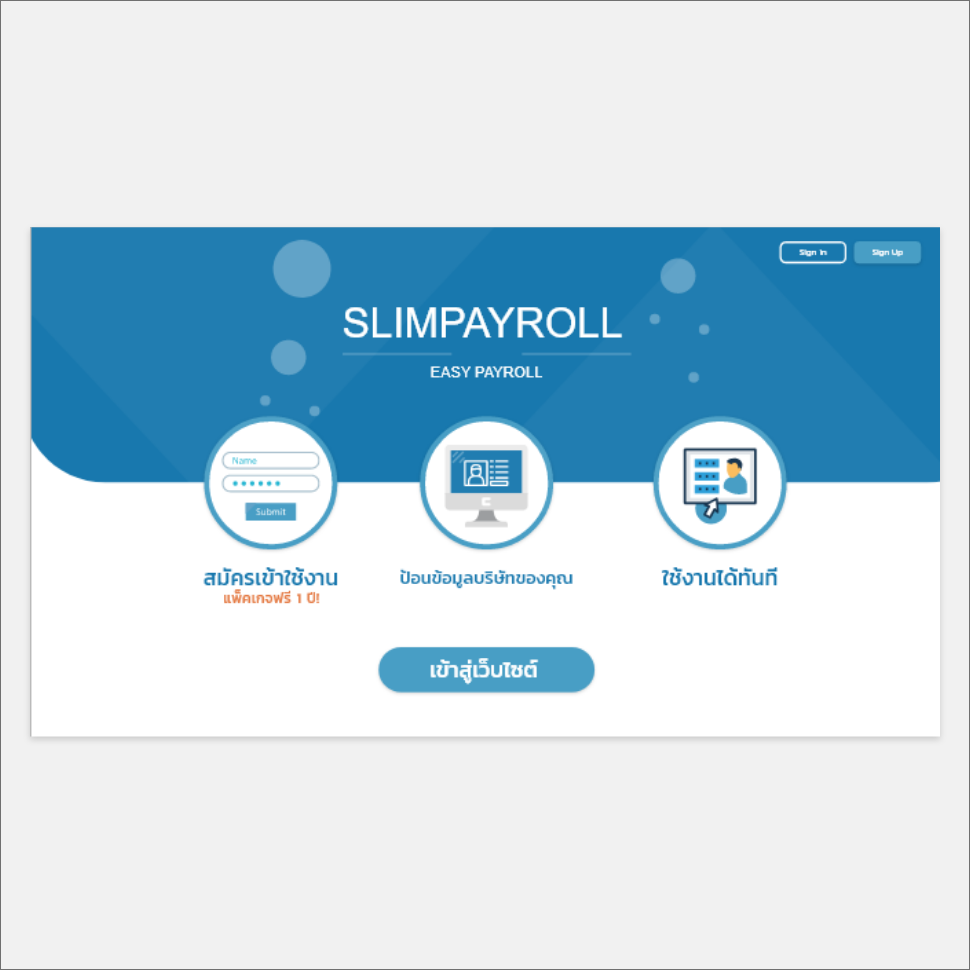 Sign In
Sign Up
SLIMPAYROLL
EASY PAYROLL
Name
Submit
สมัครเข้าใช้งาน
แพ็คเกจฟรี 1 ปี!
ป้อนข้อมูลบริษัทของคุณ
ใช้งานได้ทันที
เข้าสู่เว็บไซต์